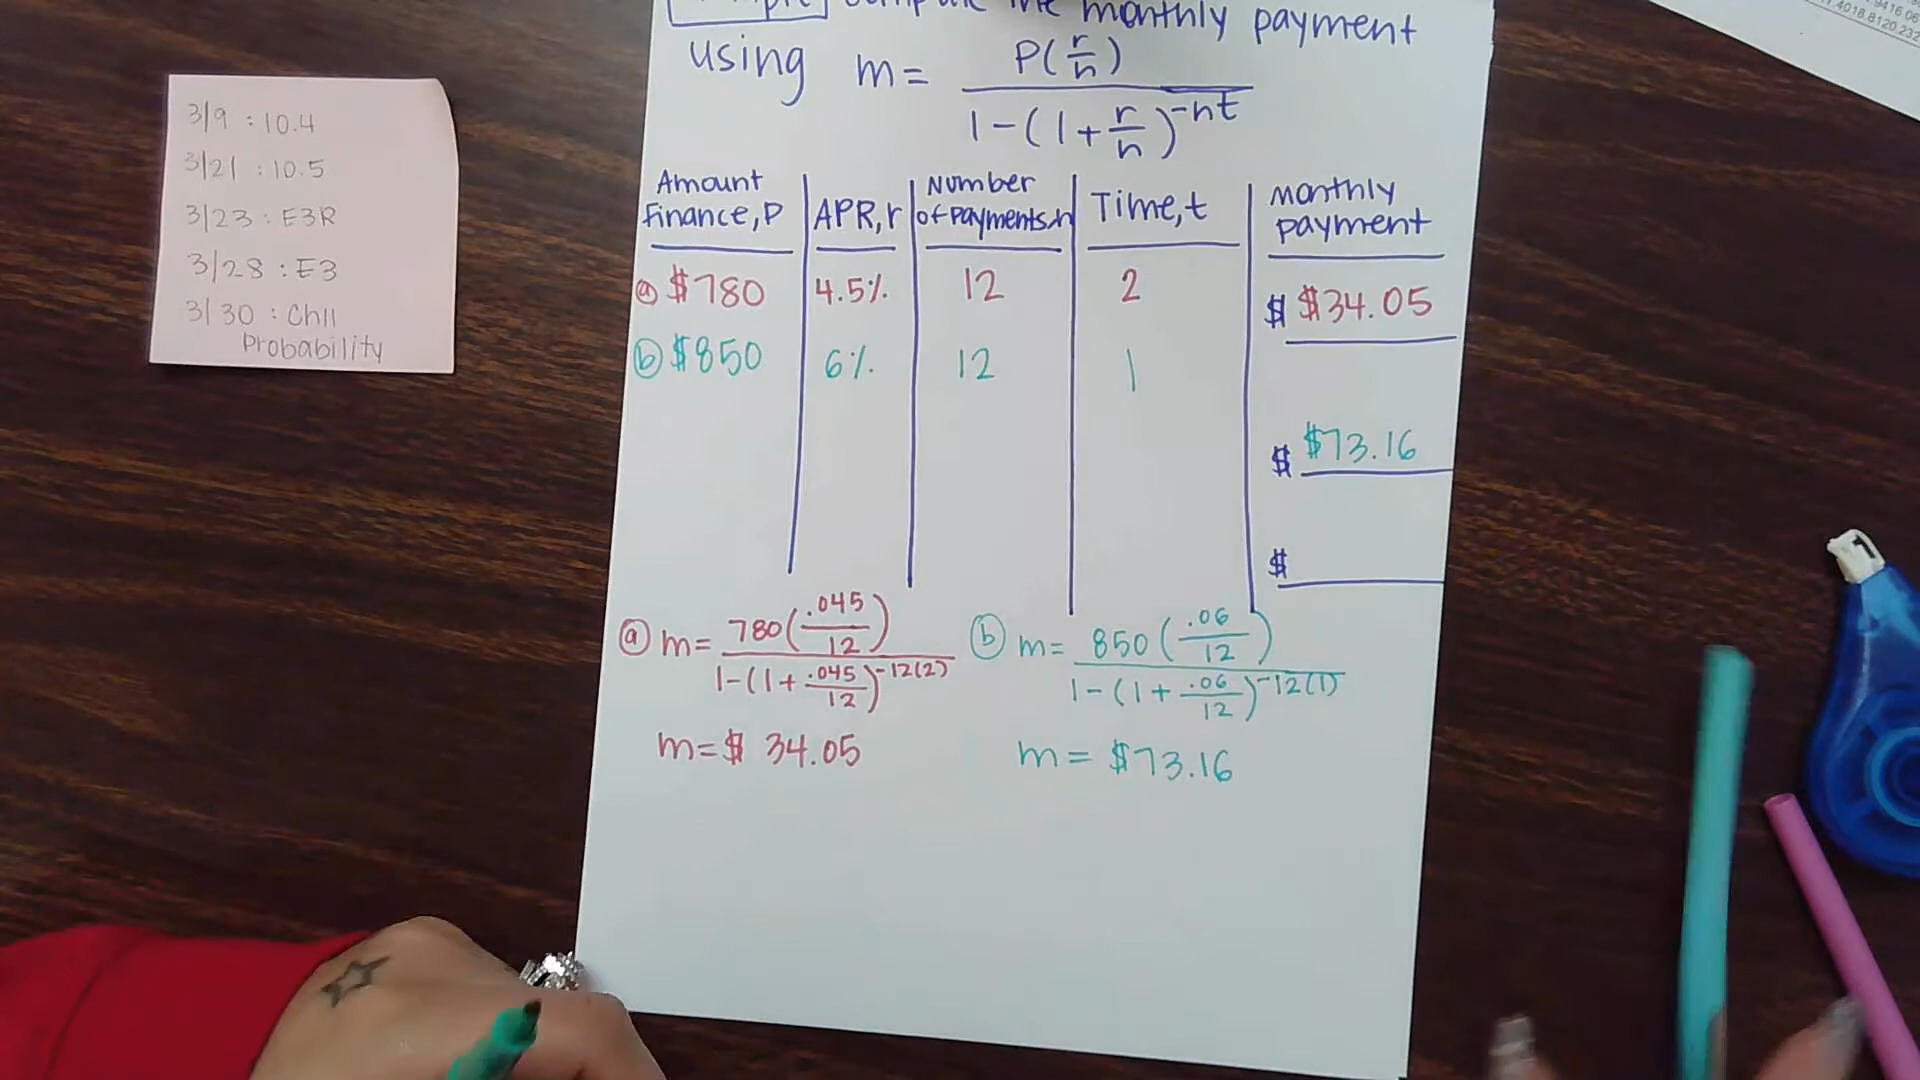 3/9 : 10.4
3/21 : 10.5
3/23 : E3R
3/28 : E3
3/30 : Ch11
Probability
the monthly payment
using m = P(r/n) / 1-(1+r/n)^-nt
Amount Finance, P | APR, r | Number of payments, n | Time, t | Monthly payment
ⓐ $780 | 4.5% | 12 | 2 | $ $34.05
ⓑ $850 | 6% | 12 | 1
$ $73.16
$
ⓐ m = 780(.045/12) / 1-(1+.045/12)^-12(2)
m = $ 34.05
ⓑ m = 850(.06/12) / 1-(1+.06/12)^-12(1)
m = $73.16